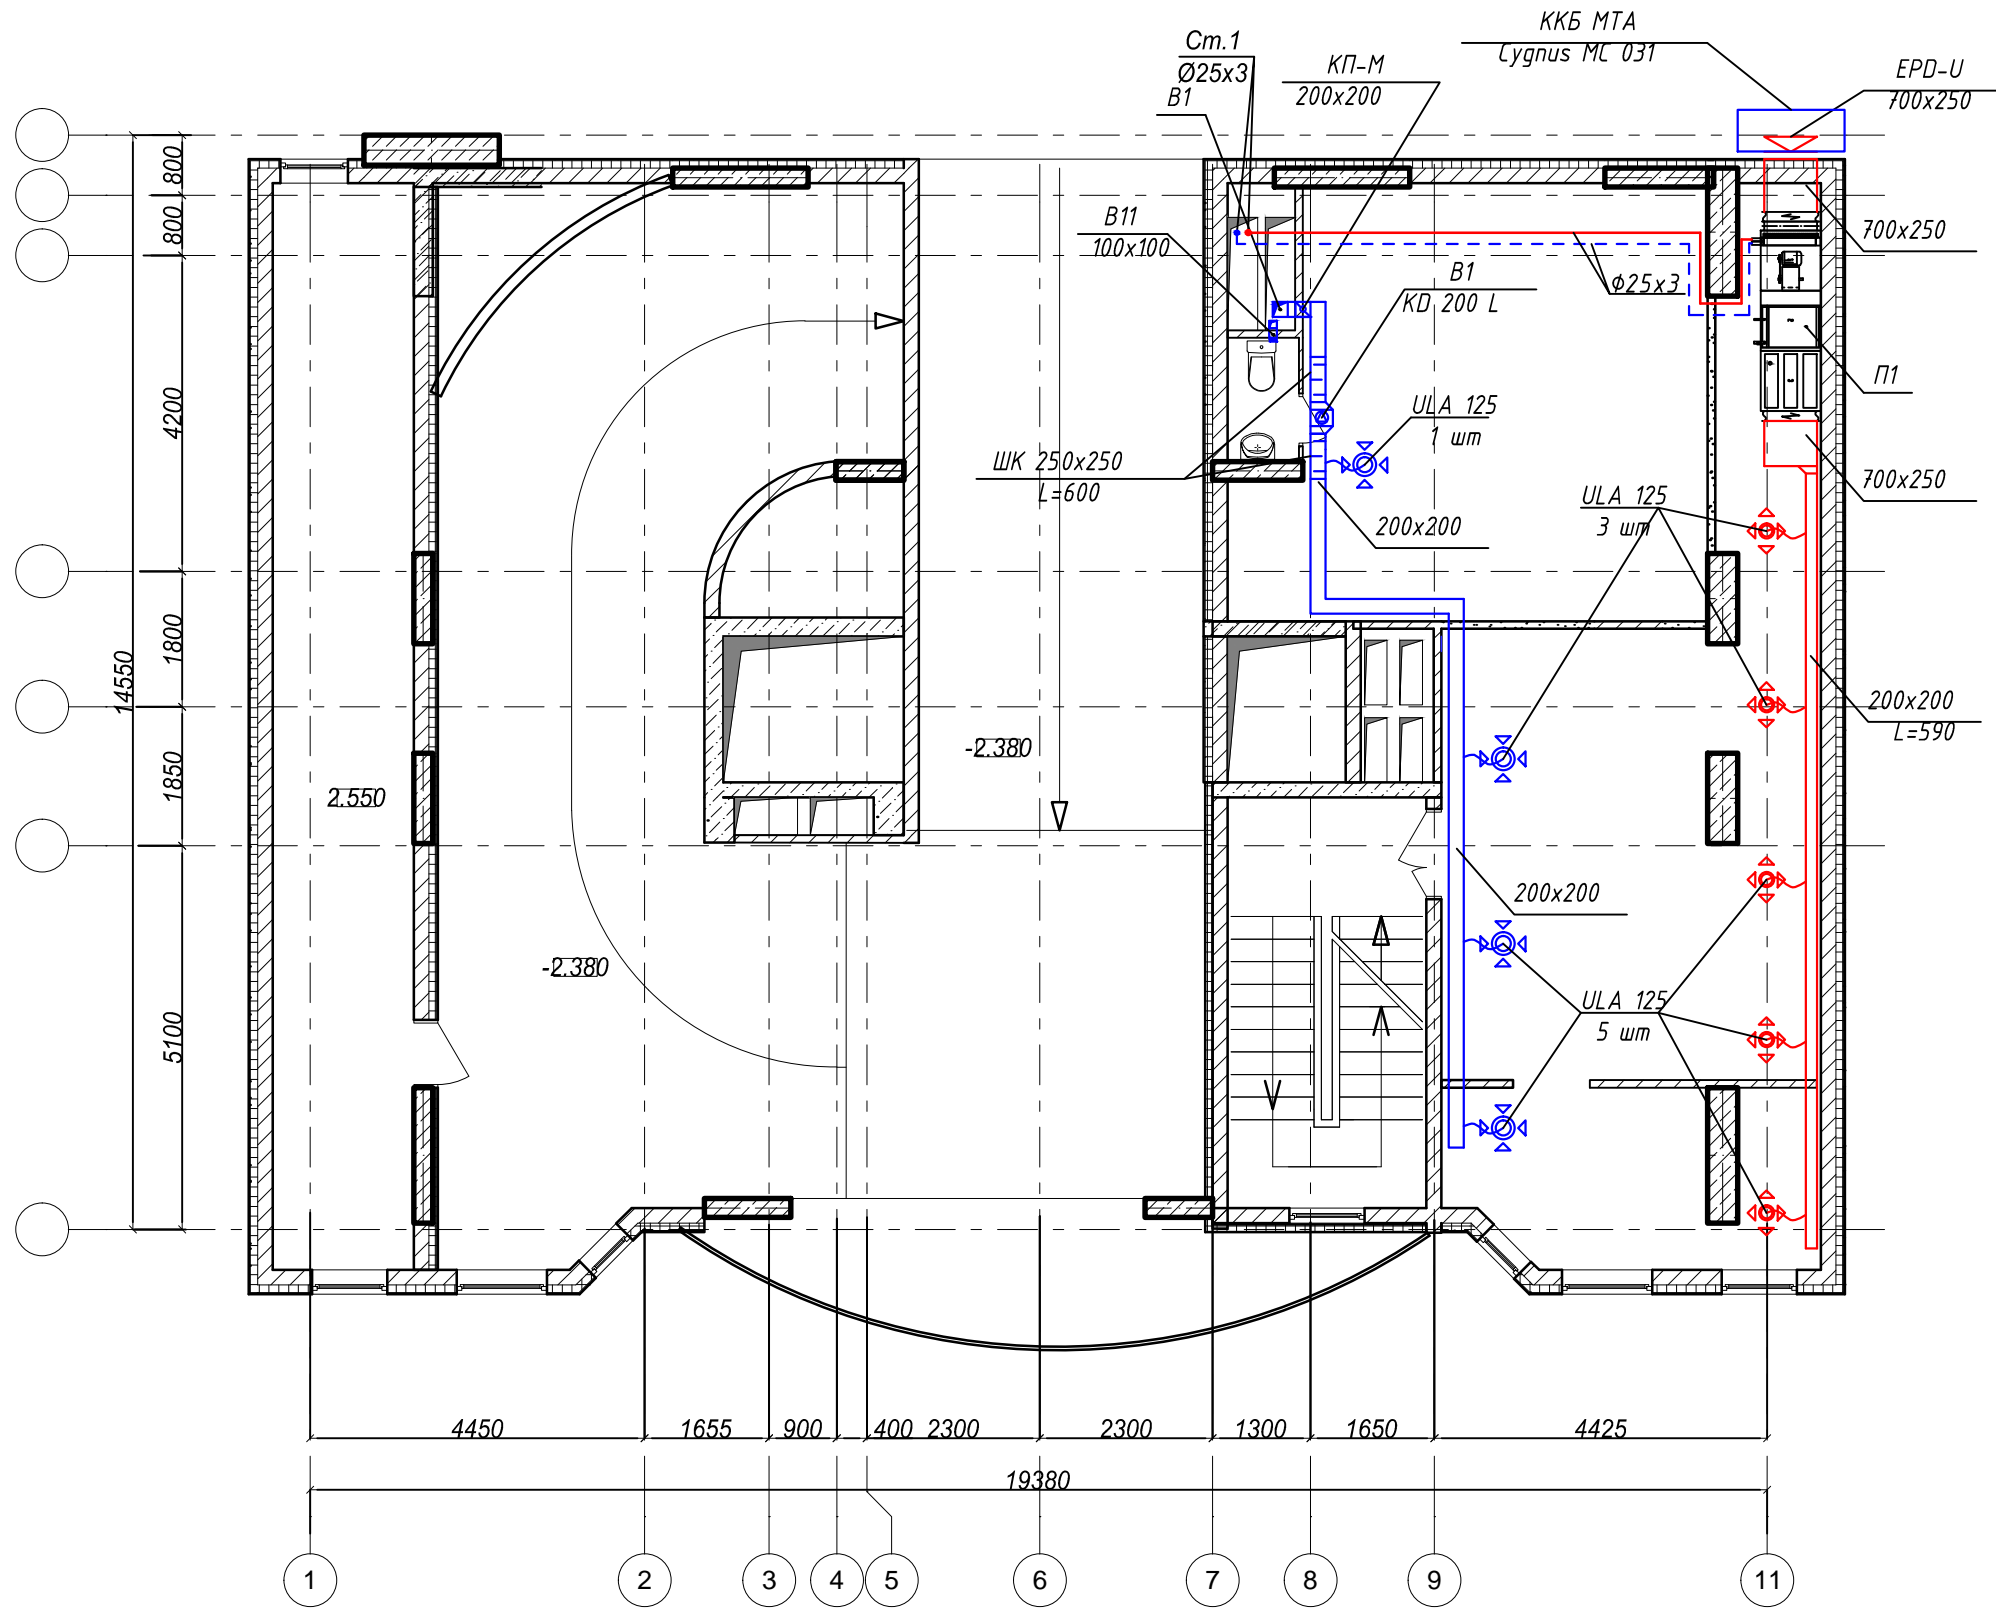 ККБ МТА
Cygnus MC 031
Ст.1
Ø25x3
КП-М
200x200
EPD-U
700x250
В1
В11
100x100
700x250
В1
KD 200 L
ф25x3
П1
ULA 125
1 шт
ШК 250x250
L=600
700x250
ULA 125
3 шт
200x200
200x200
L=590
-2.380
2.550
200x200
-2.380
ULA 125
5 шт
800
800
4200
1800
14550
1850
5100
4450
1655
900
400
2300
2300
1300
1650
4425
19380
1
2
3
4
5
6
7
8
9
11